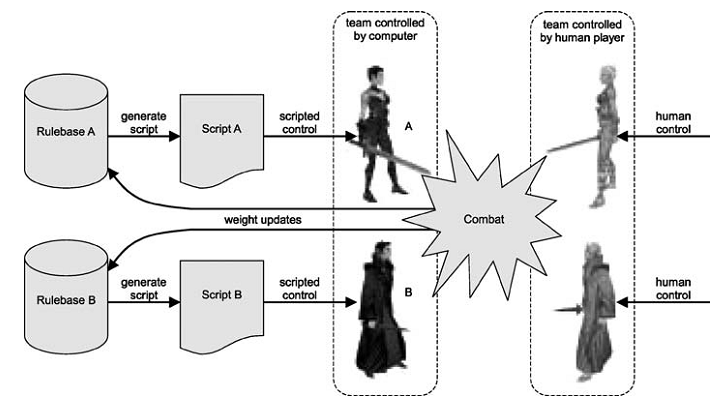 team controlled
by computer
team controlled
by human player
Rulebase A
generate
script
Script A
scripted
control
A
human
control
Combat
weight updates
Rulebase B
generate
script
Script B
scripted
control
B
human
control